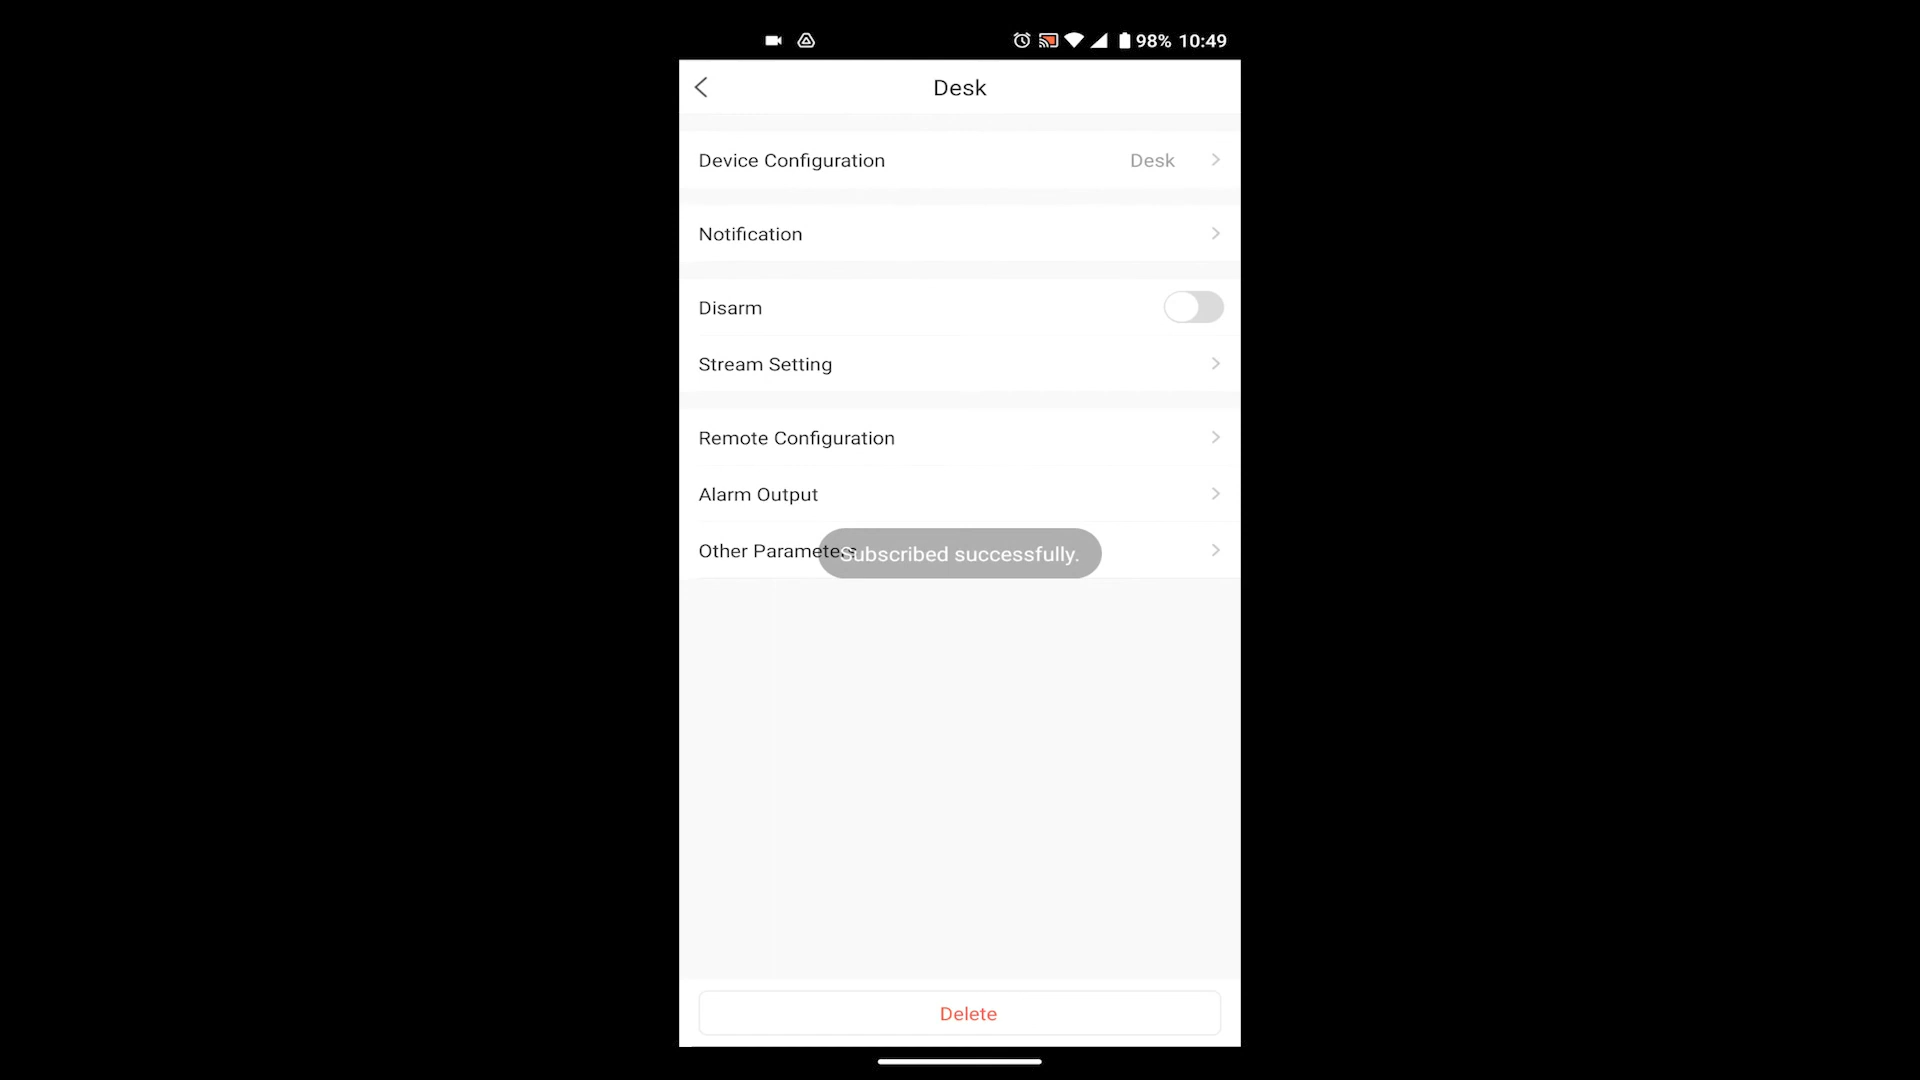 98% 10:49
Desk
Device Configuration Desk
Notification
Disarm
Stream Setting
Remote Configuration
Alarm Output
Other Parameters
Subscribed successfully.
Delete